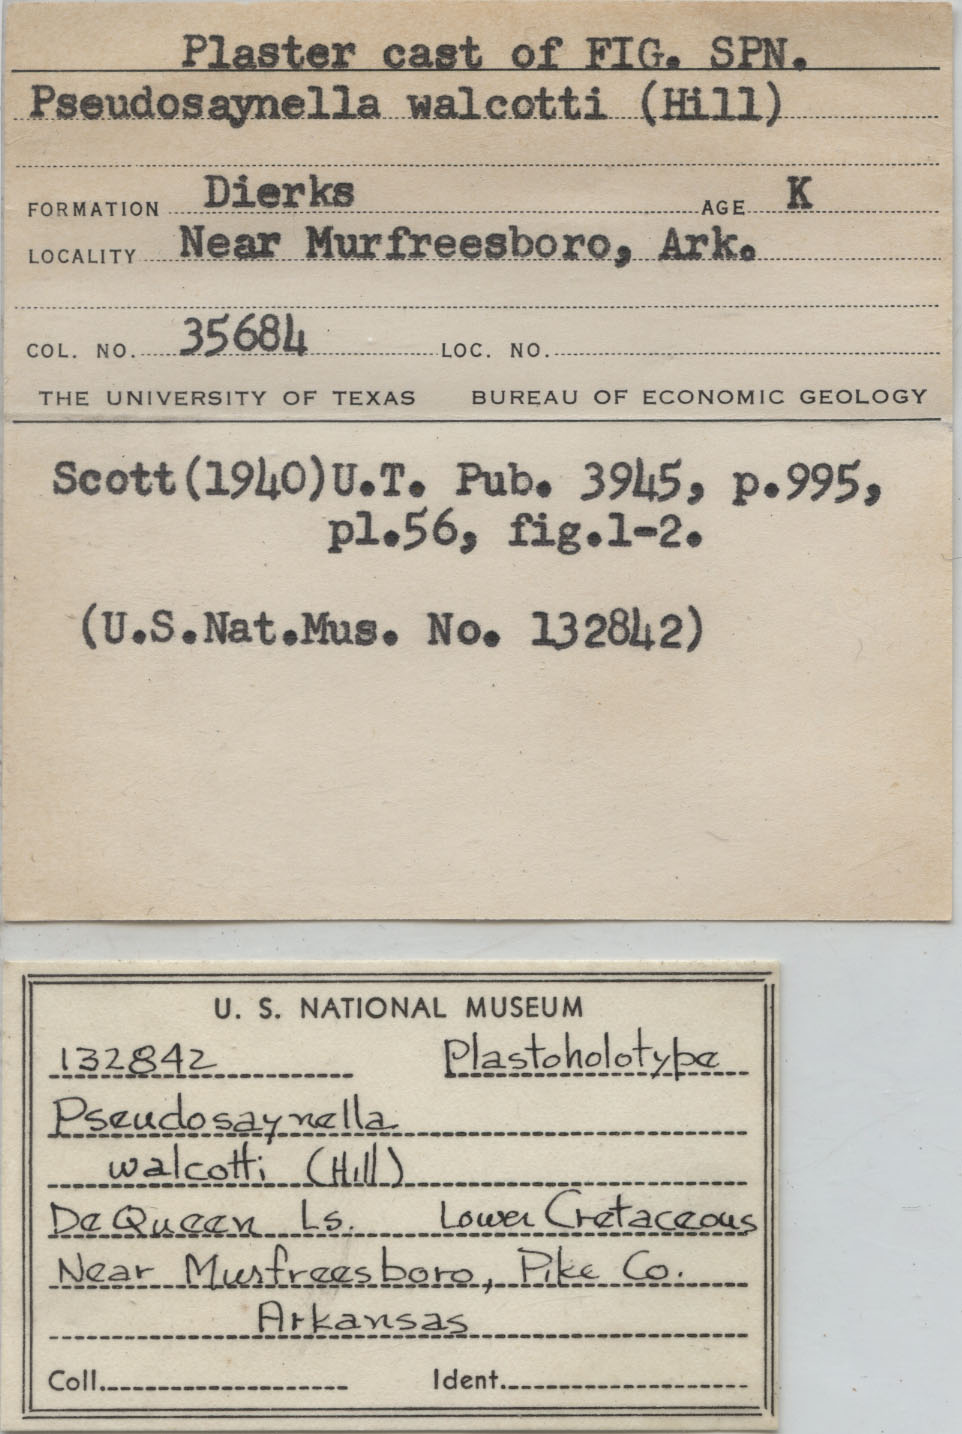 Plaster cast of FIG. SPN.
Pseudosaynella walcotti (Hill)
FORMATION Dierks AGE K
LOCALITY Near Murfreesboro, Ark.
COL. NO. 35684 LOC. NO.
THE UNIVERSITY OF TEXAS BUREAU OF ECONOMIC GEOLOGY
Scott(1940)U.T. Pub. 3945, p.995,
pl.56, fig.1-2.
(U.S.Nat.Mus. No. 132842)
U. S. NATIONAL MUSEUM
132842 Plastoholotype
Pseudosaynella
walcotti (Hill)
DeQueen Ls. Lower Cretaceous
Near Murfreesboro, Pike Co.
Arkansas
Coll. Ident.